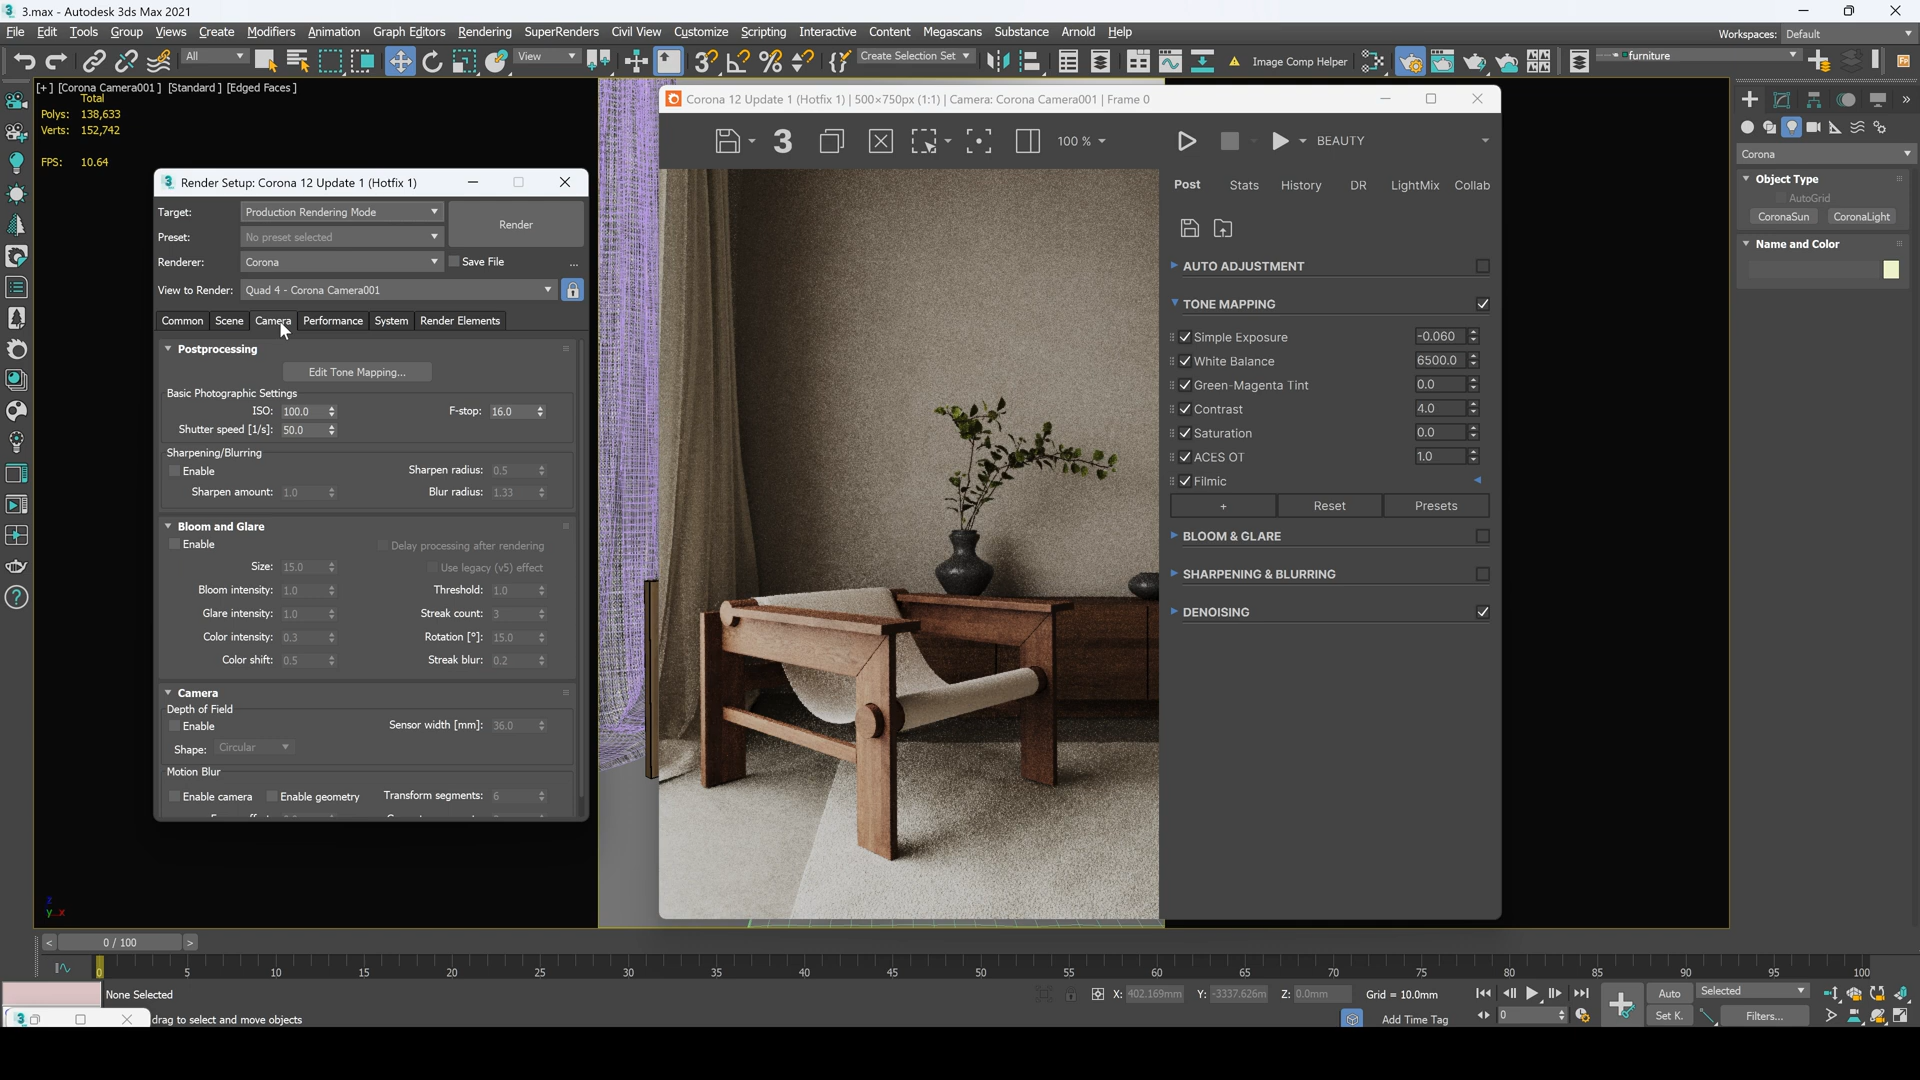 3.max - Autodesk 3ds Max 2021
File Edit Tools Group Views Create Modifiers Animation Graph Editors Rendering SuperRenders Civil View Customize Scripting Interactive Content Megascans Substance Arnold Help
Workspaces: Default
All
View
Create Selection Set
Image Comp Helper
furniture
[+] [Corona Camera001] [Standard] [Edged Faces]
Total
Polys: 138,633
Verts: 152,742
FPS: 10.64
Render Setup: Corona 12 Update 1 (Hotfix 1)
Target: Production Rendering Mode
Render
Preset: No preset selected
Renderer: Corona
Save File
...
View to Render: Quad 4 - Corona Camera001
Common Scene Camera Performance System Render Elements
Postprocessing
Edit Tone Mapping...
Basic Photographic Settings
ISO: 100.0 F-stop: 16.0
Shutter speed [1/s]: 50.0
Sharpening/Blurring
Enable Sharpen radius: 0.5
Sharpen amount: 1.0 Blur radius: 1.33
Bloom and Glare
Enable Delay processing after rendering
Size: 15.0 Use legacy (v5) effect
Bloom intensity: 1.0 Threshold: 1.0
Glare intensity: 1.0 Streak count: 3
Color intensity: 0.3 Rotation [°]: 15.0
Color shift: 0.5 Streak blur: 0.2
Camera
Depth of Field
Enable Sensor width [mm]: 36.0
Shape: Circular
Motion Blur
Enable camera Enable geometry Transform segments: 6
Corona 12 Update 1 (Hotfix 1) | 500×750px (1:1) | Camera: Corona Camera001 | Frame 0
3
100 %
BEAUTY
Post Stats History DR LightMix Collab
AUTO ADJUSTMENT
TONE MAPPING
Simple Exposure -0.060
White Balance 6500.0
Green-Magenta Tint 0.0
Contrast 4.0
Saturation 0.0
ACES OT 1.0
Filmic
+ Reset Presets
BLOOM & GLARE
SHARPENING & BLURRING
DENOISING
Corona
Object Type
AutoGrid
CoronaSun CoronaLight
Name and Color
z
y x
< 0 / 100 >
0 5 10 15 20 25 30 35 40 45 50 55 60 65 70 75 80 85 90 95 100
None Selected
X: 402.169mm Y: -3337.626m Z: 0.0mm Grid = 10.0mm
Auto Selected
drag to select and move objects
Add Time Tag
0
Set K. Filters...